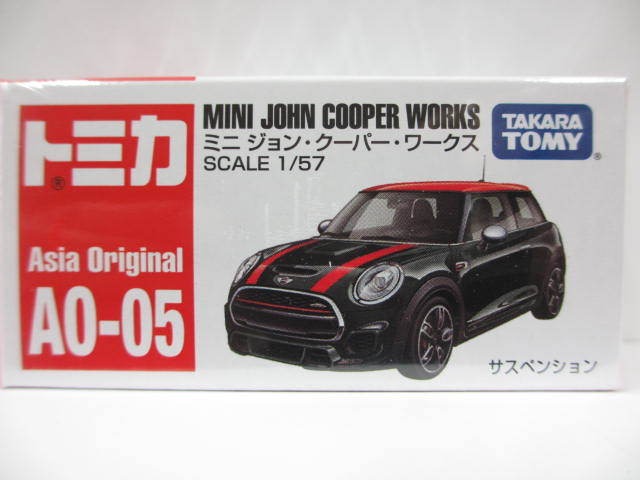 トミカ
®
Asia Original
AO-05
MINI JOHN COOPER WORKS
ミニ ジョン・クーパー・ワークス
SCALE 1/57
TAKARA
TOMY
®
サスペンション